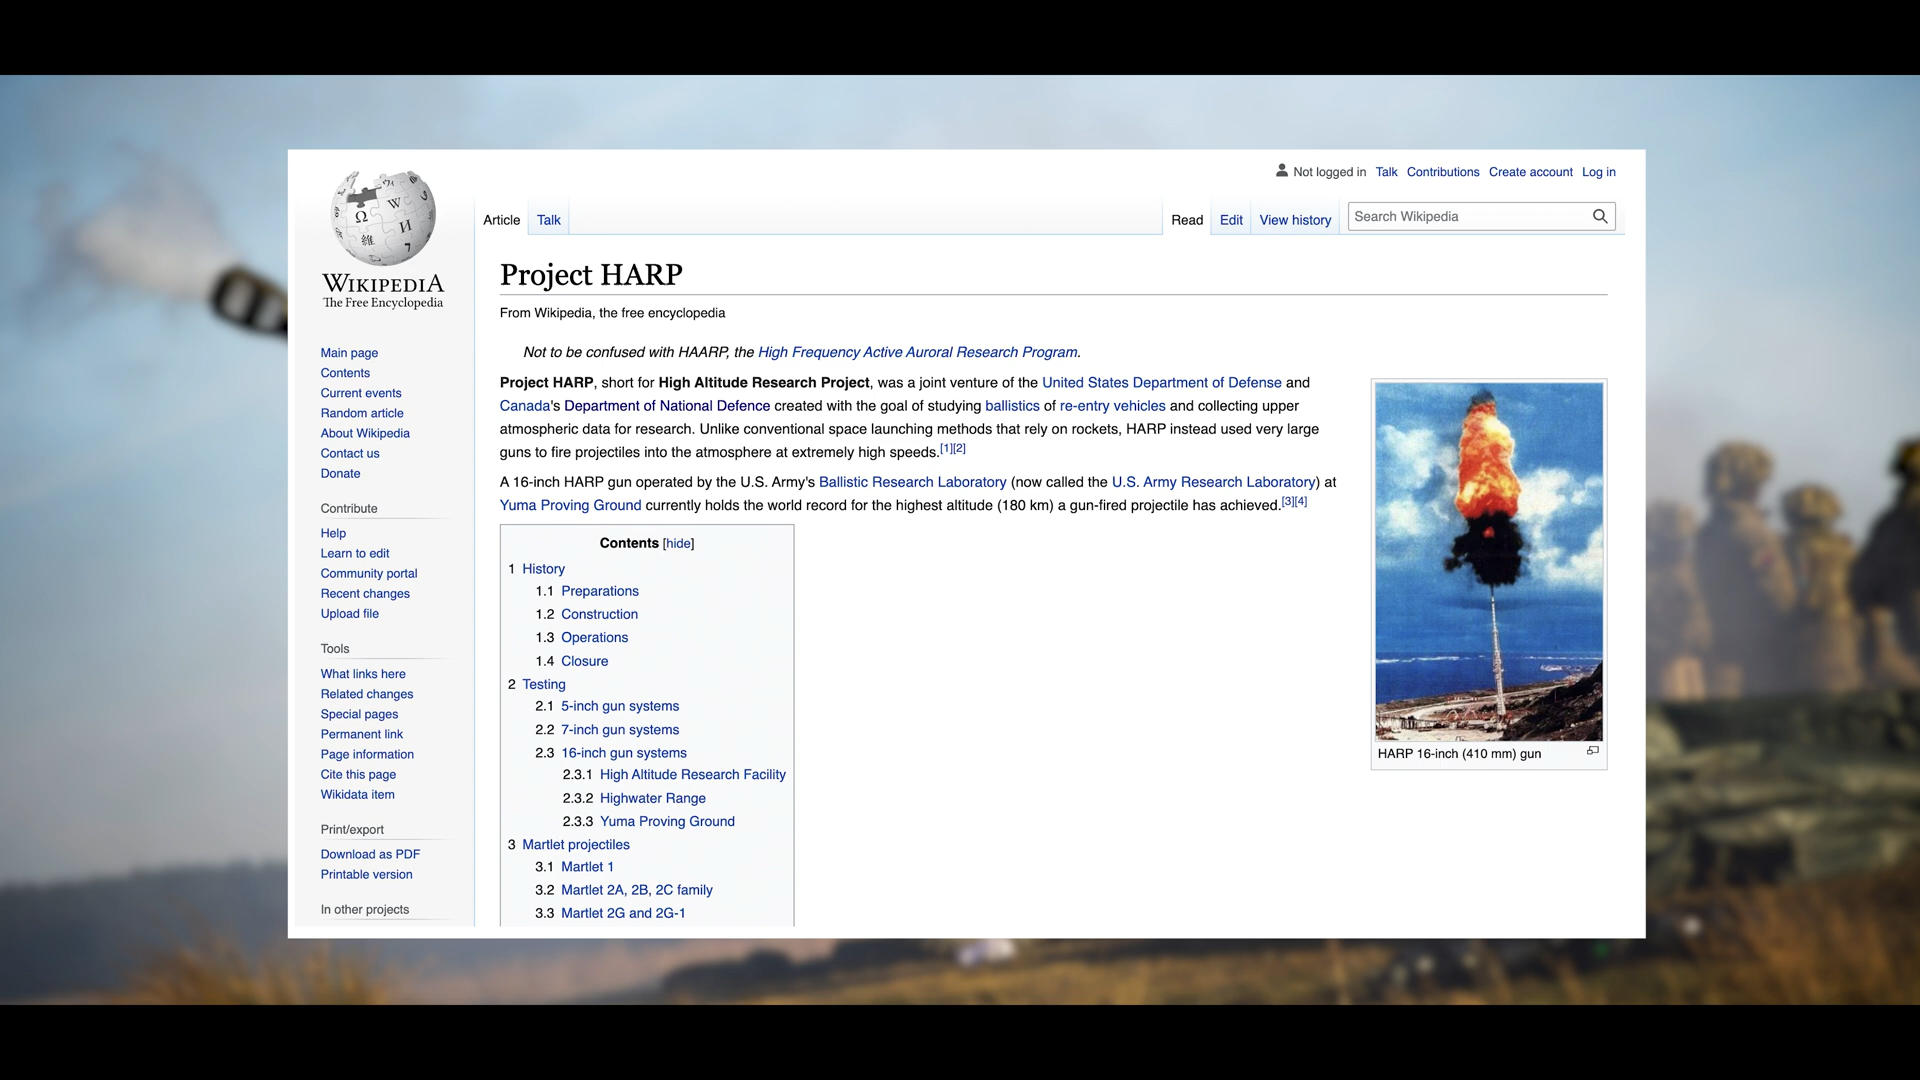 Not logged in Talk Contributions Create account Log in
Article Talk Read Edit View history Search Wikipedia
WIKIPEDIA
The Free Encyclopedia
Main page
Contents
Current events
Random article
About Wikipedia
Contact us
Donate
Contribute
Help
Learn to edit
Community portal
Recent changes
Upload file
Tools
What links here
Related changes
Special pages
Permanent link
Page information
Cite this page
Wikidata item
Print/export
Download as PDF
Printable version
In other projects
Project HARP
From Wikipedia, the free encyclopedia
Not to be confused with HAARP, the High Frequency Active Auroral Research Program.
Project HARP, short for High Altitude Research Project, was a joint venture of the United States Department of Defense and
Canada's Department of National Defence created with the goal of studying ballistics of re-entry vehicles and collecting upper
atmospheric data for research. Unlike conventional space launching methods that rely on rockets, HARP instead used very large
guns to fire projectiles into the atmosphere at extremely high speeds.[1][2]
A 16-inch HARP gun operated by the U.S. Army's Ballistic Research Laboratory (now called the U.S. Army Research Laboratory) at
Yuma Proving Ground currently holds the world record for the highest altitude (180 km) a gun-fired projectile has achieved.[3][4]
Contents [hide]
1 History
1.1 Preparations
1.2 Construction
1.3 Operations
1.4 Closure
2 Testing
2.1 5-inch gun systems
2.2 7-inch gun systems
2.3 16-inch gun systems
2.3.1 High Altitude Research Facility
2.3.2 Highwater Range
2.3.3 Yuma Proving Ground
3 Martlet projectiles
3.1 Martlet 1
3.2 Martlet 2A, 2B, 2C family
3.3 Martlet 2G and 2G-1
HARP 16-inch (410 mm) gun